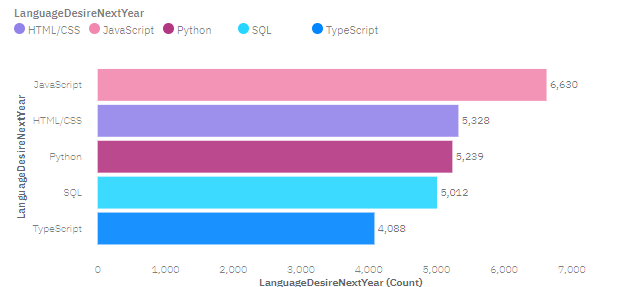 LanguageDesireNextYear
HTML/CSS JavaScript Python SQL TypeScript
LanguageDesireNextYear
JavaScript 6,630
HTML/CSS 5,328
Python 5,239
SQL 5,012
TypeScript 4,088
0 1,000 2,000 3,000 4,000 5,000 6,000 7,000
LanguageDesireNextYear (Count)